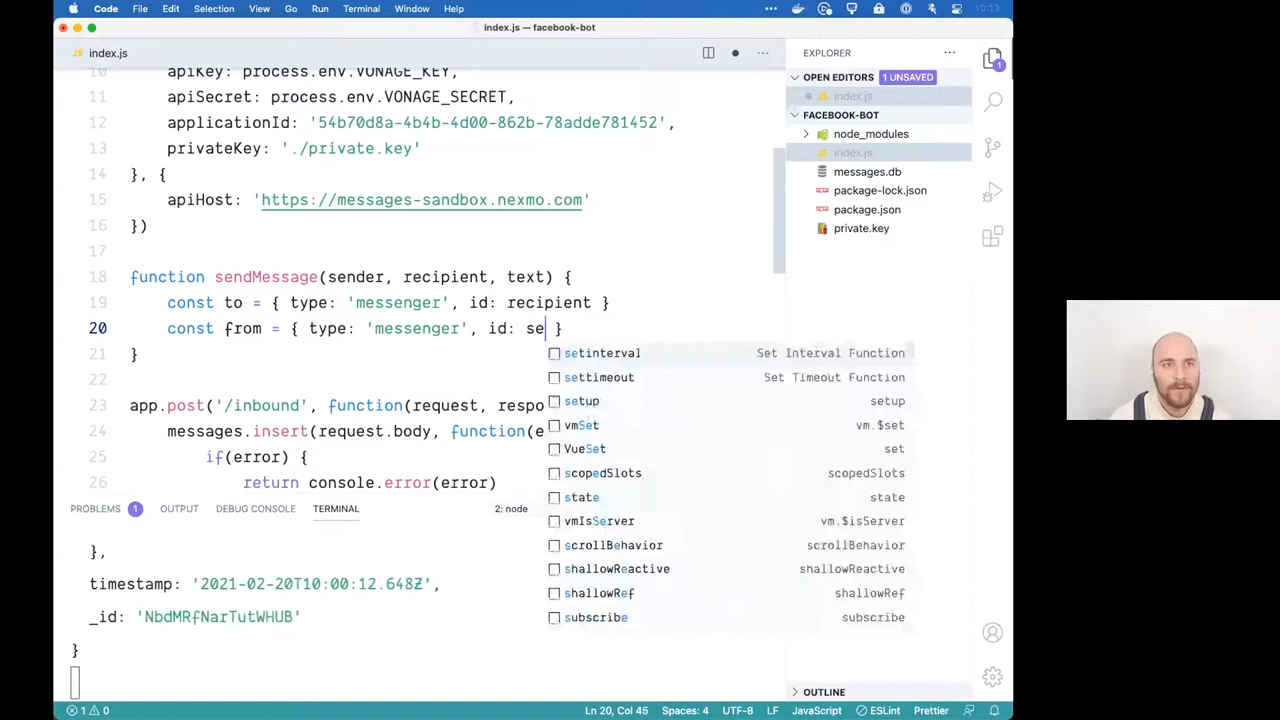 Code File Edit Selection View Go Run Terminal Window Help 10:13
index.js — facebook-bot
JS index.js
EXPLORER
OPEN EDITORS 1 UNSAVED
JS index.js
FACEBOOK-BOT
node_modules
JS index.js
messages.db
package-lock.json
package.json
private.key
1
10 apiKey: process.env.VONAGE_KEY,
11 apiSecret: process.env.VONAGE_SECRET,
12 applicationId: '54b70d8a-4b4b-4d00-862b-78adde781452',
13 privateKey: './private.key'
14 }, {
15 apiHost: 'https://messages-sandbox.nexmo.com'
16 })
17
18 function sendMessage(sender, recipient, text) {
19 const to = { type: 'messenger', id: recipient }
20 const from = { type: 'messenger', id: se }
21 }
22
23 app.post('/inbound', function(request, respo
24 messages.insert(request.body, function(e
25 if(error) {
26 return console.error(error)
setinterval Set Interval Function
settimeout Set Timeout Function
setup setup
vmSet vm.$set
VueSet set
scopedSlots scopedSlots
state state
vmIsServer vm.$isServer
scrollBehavior scrollBehavior
shallowReactive shallowReactive
shallowRef shallowRef
subscribe subscribe
PROBLEMS 1 OUTPUT DEBUG CONSOLE TERMINAL 2: node
},
timestamp: '2021-02-20T10:00:12.648Z',
_id: 'NbdMRfNarTutWHUB'
}
OUTLINE
1 0 Ln 20, Col 45 Spaces: 4 UTF-8 LF JavaScript ESLint Prettier